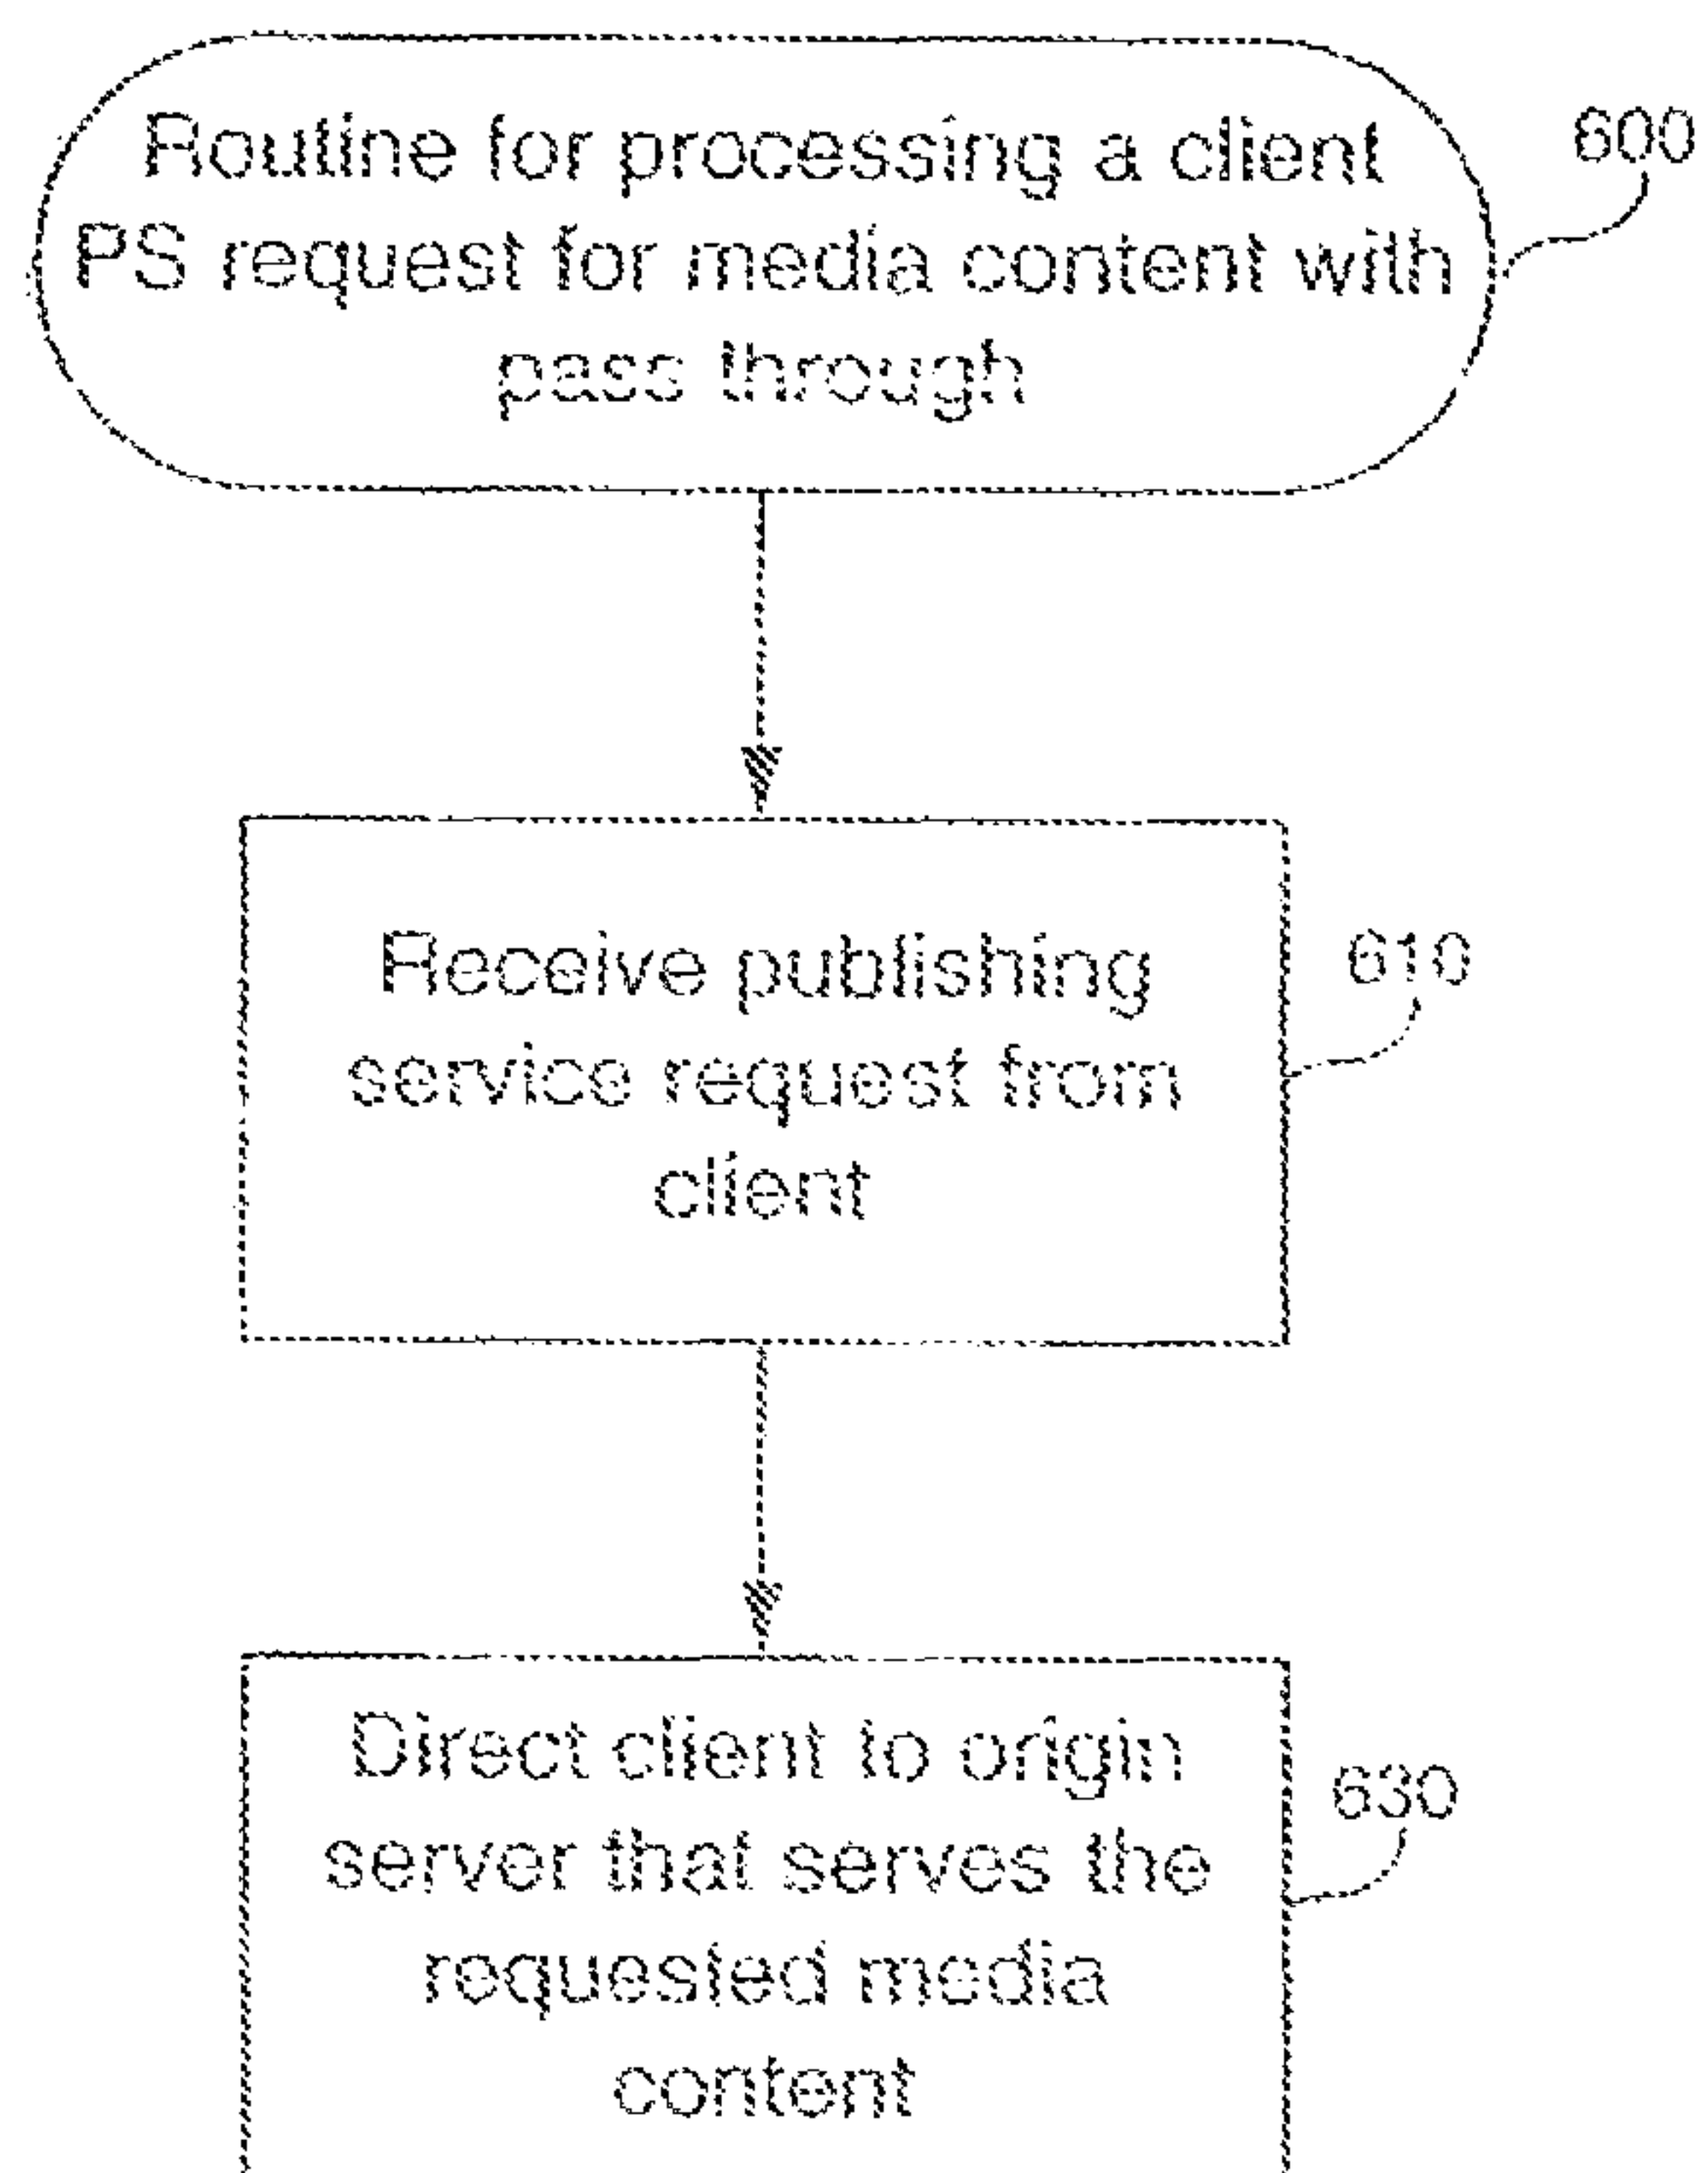 Routine for processing a client
PS request for media content with
pass through
600
Receive publishing
service request from
client
610
Direct client to origin
server that serves the
requested media
content
630